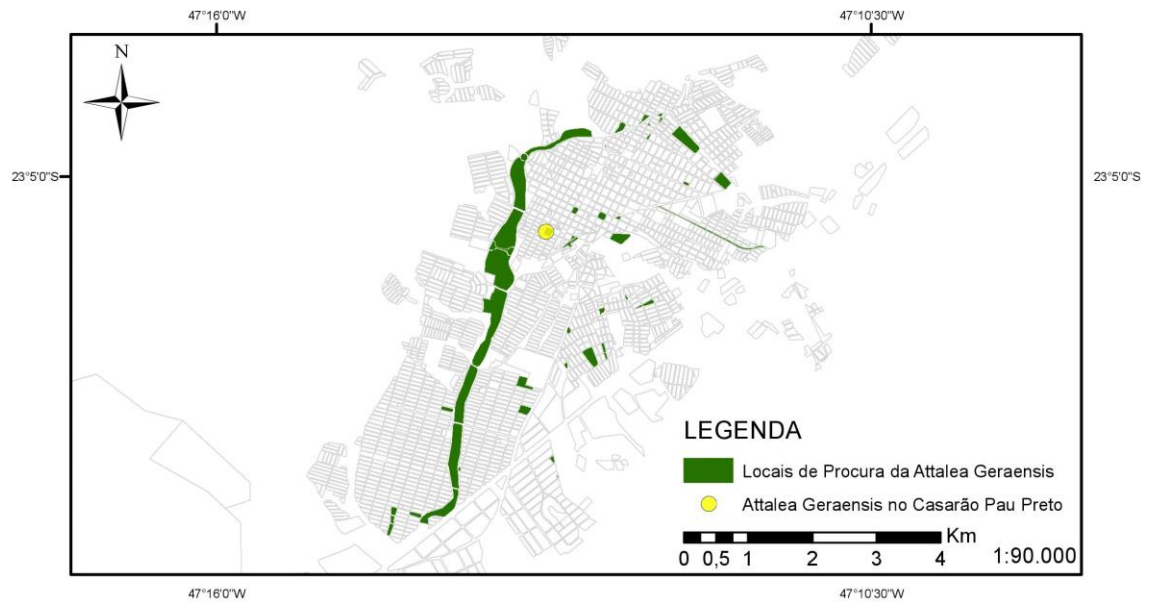 47°16'0"W 47°10'30"W
N
23°5'0"S 23°5'0"S
LEGENDA
Locais de Procura da Attalea Geraensis
Attalea Geraensis no Casarão Pau Preto
Km
0 0,5 1 2 3 4 1:90.000
47°16'0"W 47°10'30"W